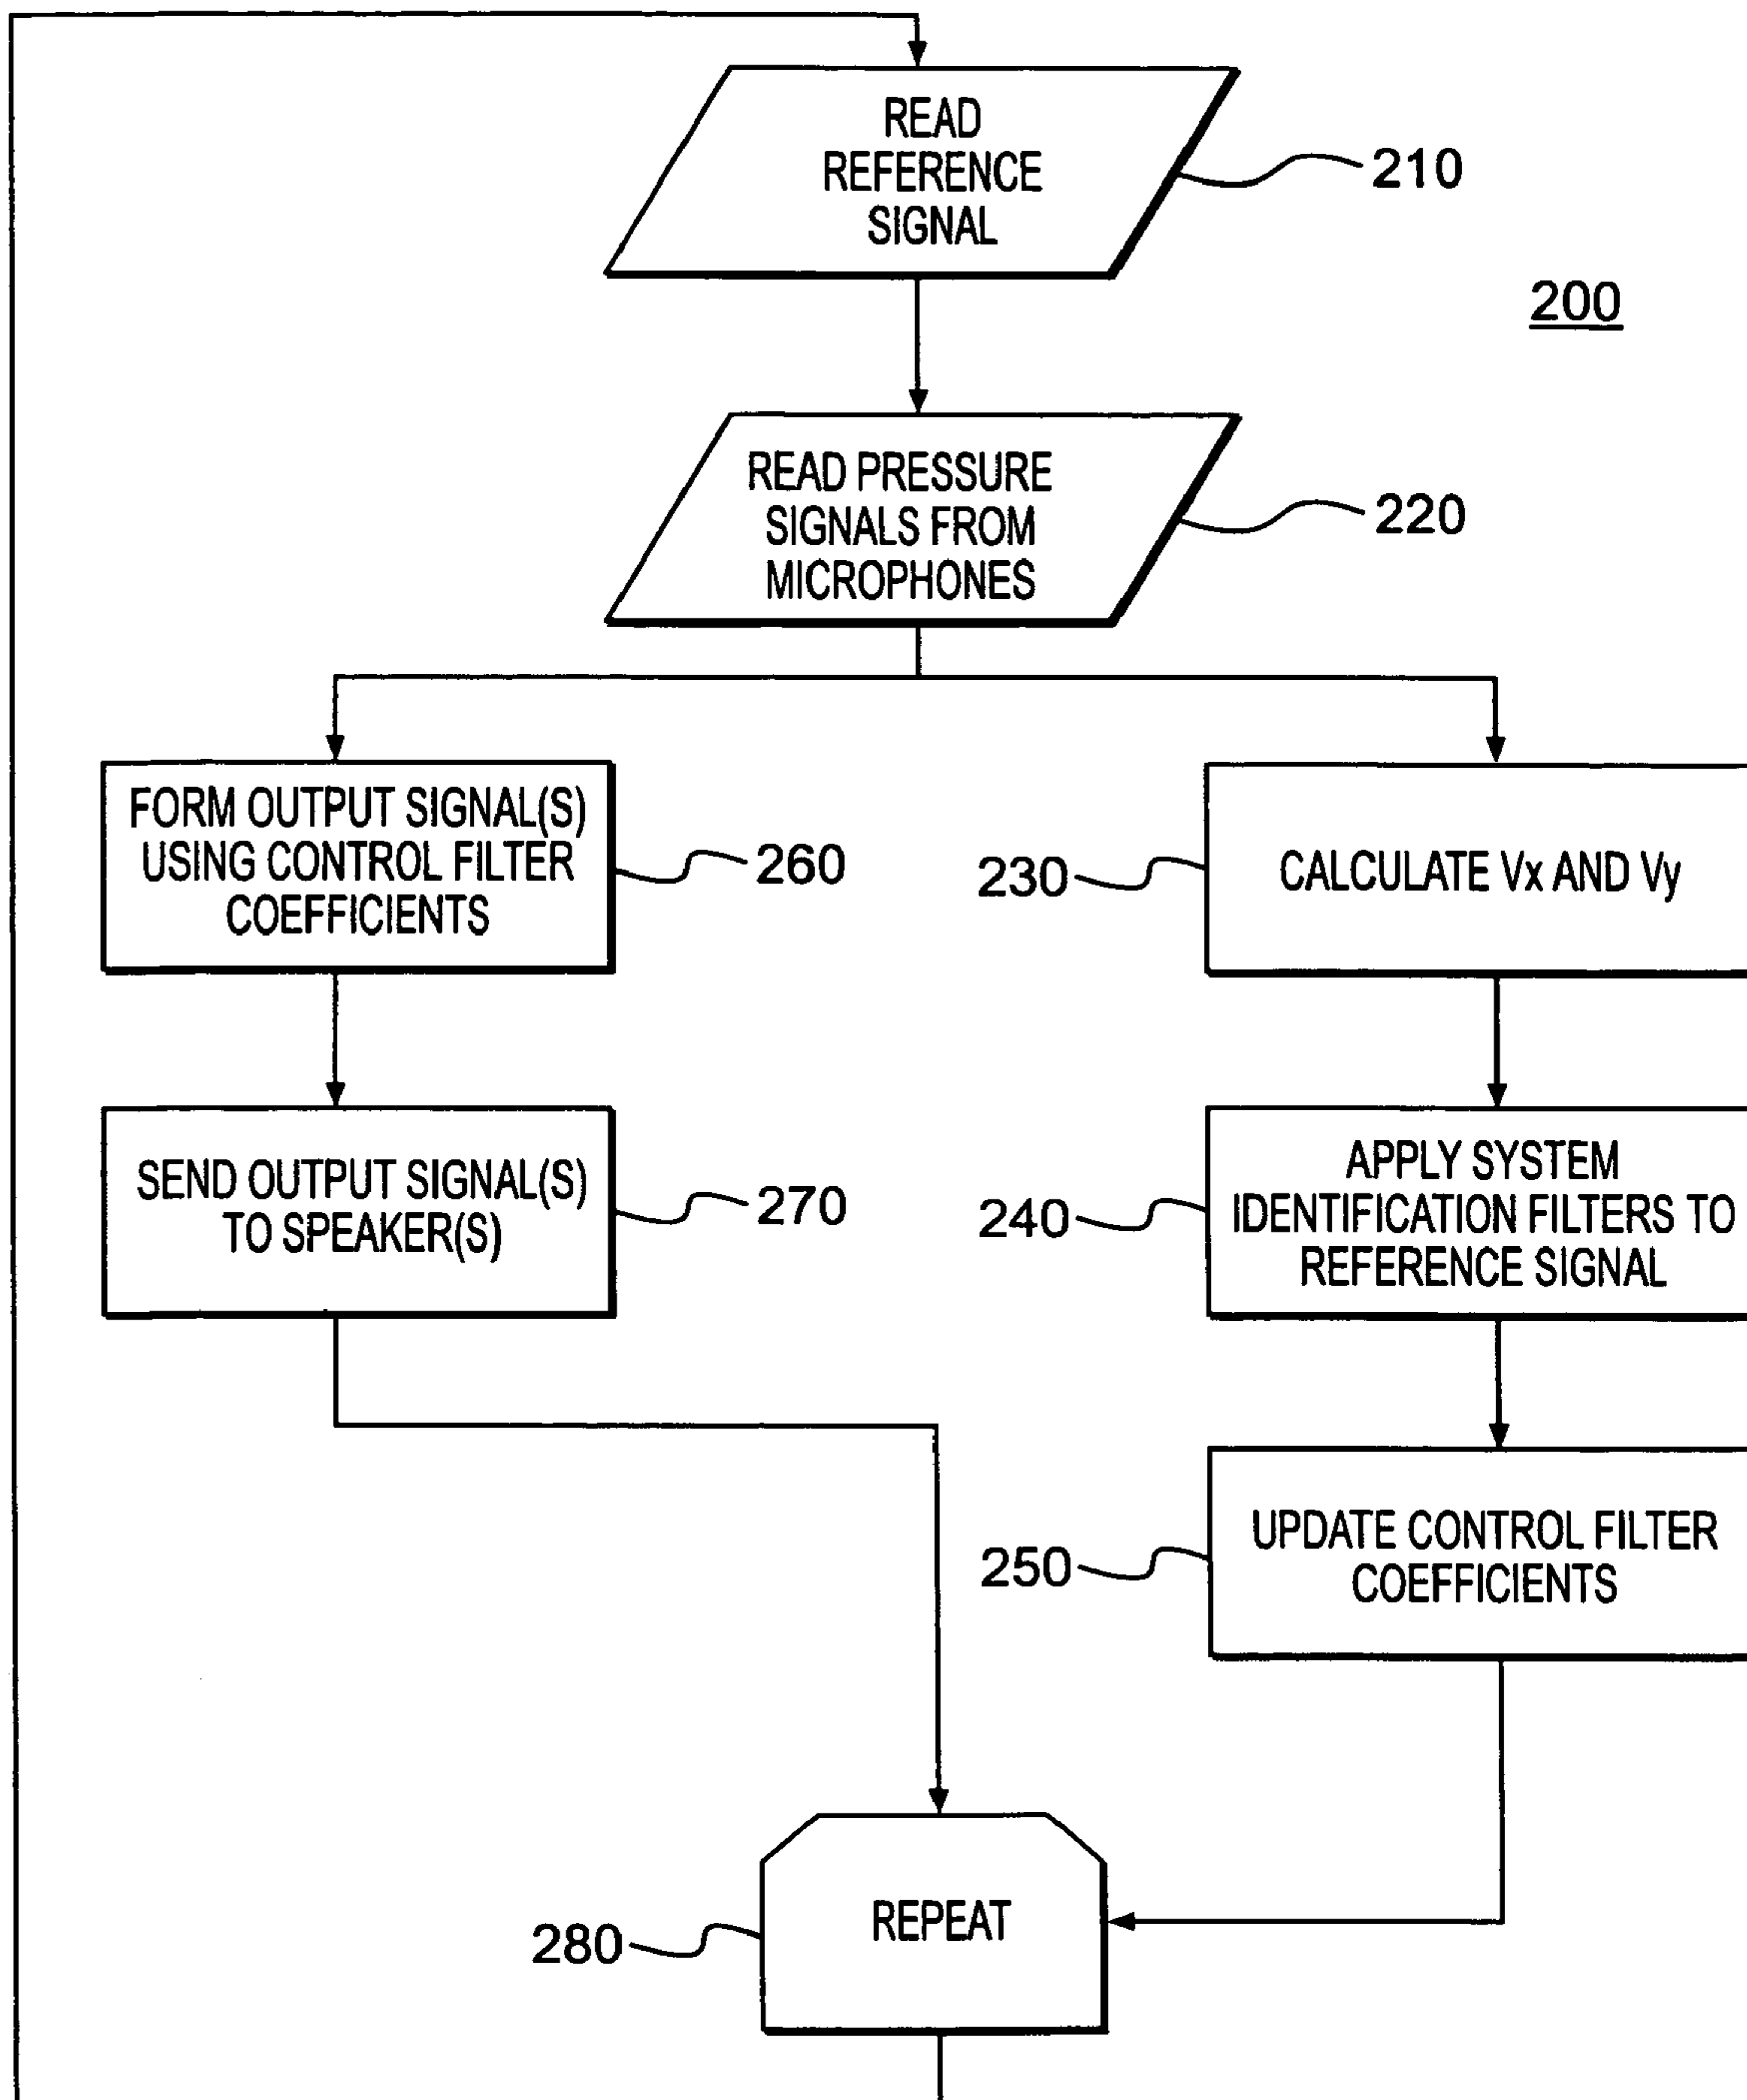 READ
REFERENCE
SIGNAL
210
200
READ PRESSURE
SIGNALS FROM
MICROPHONES
220
FORM OUTPUT SIGNAL(S)
USING CONTROL FILTER
COEFFICIENTS
260
230
CALCULATE Vx AND Vy
SEND OUTPUT SIGNAL(S)
TO SPEAKER(S)
270
240
APPLY SYSTEM
IDENTIFICATION FILTERS TO
REFERENCE SIGNAL
250
UPDATE CONTROL FILTER
COEFFICIENTS
280
REPEAT